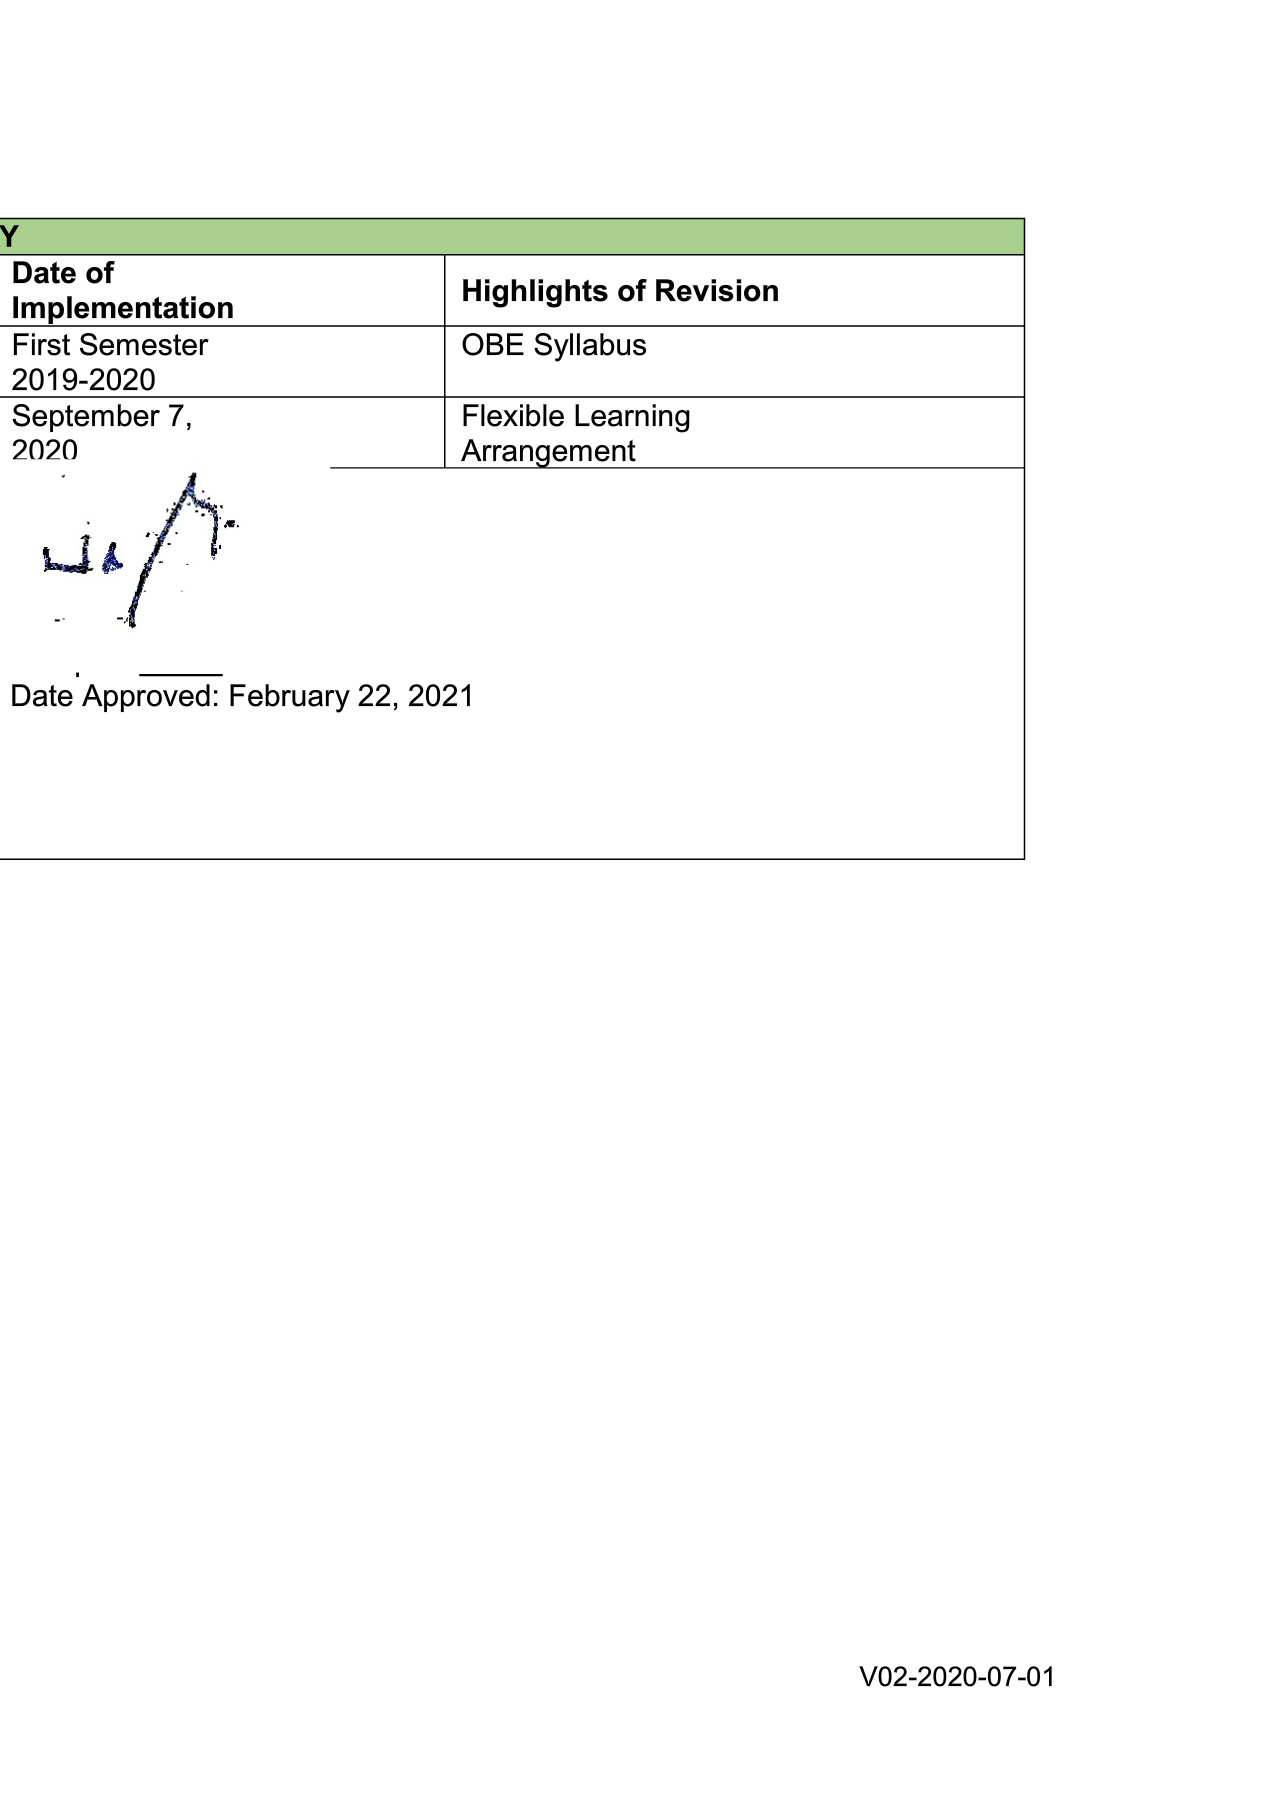 Y
Date of
Implementation
Highlights of Revision
First Semester
2019-2020
OBE Syllabus
September 7,
2020
Flexible Learning
Arrangement
Date Approved: February 22, 2021
V02-2020-07-01